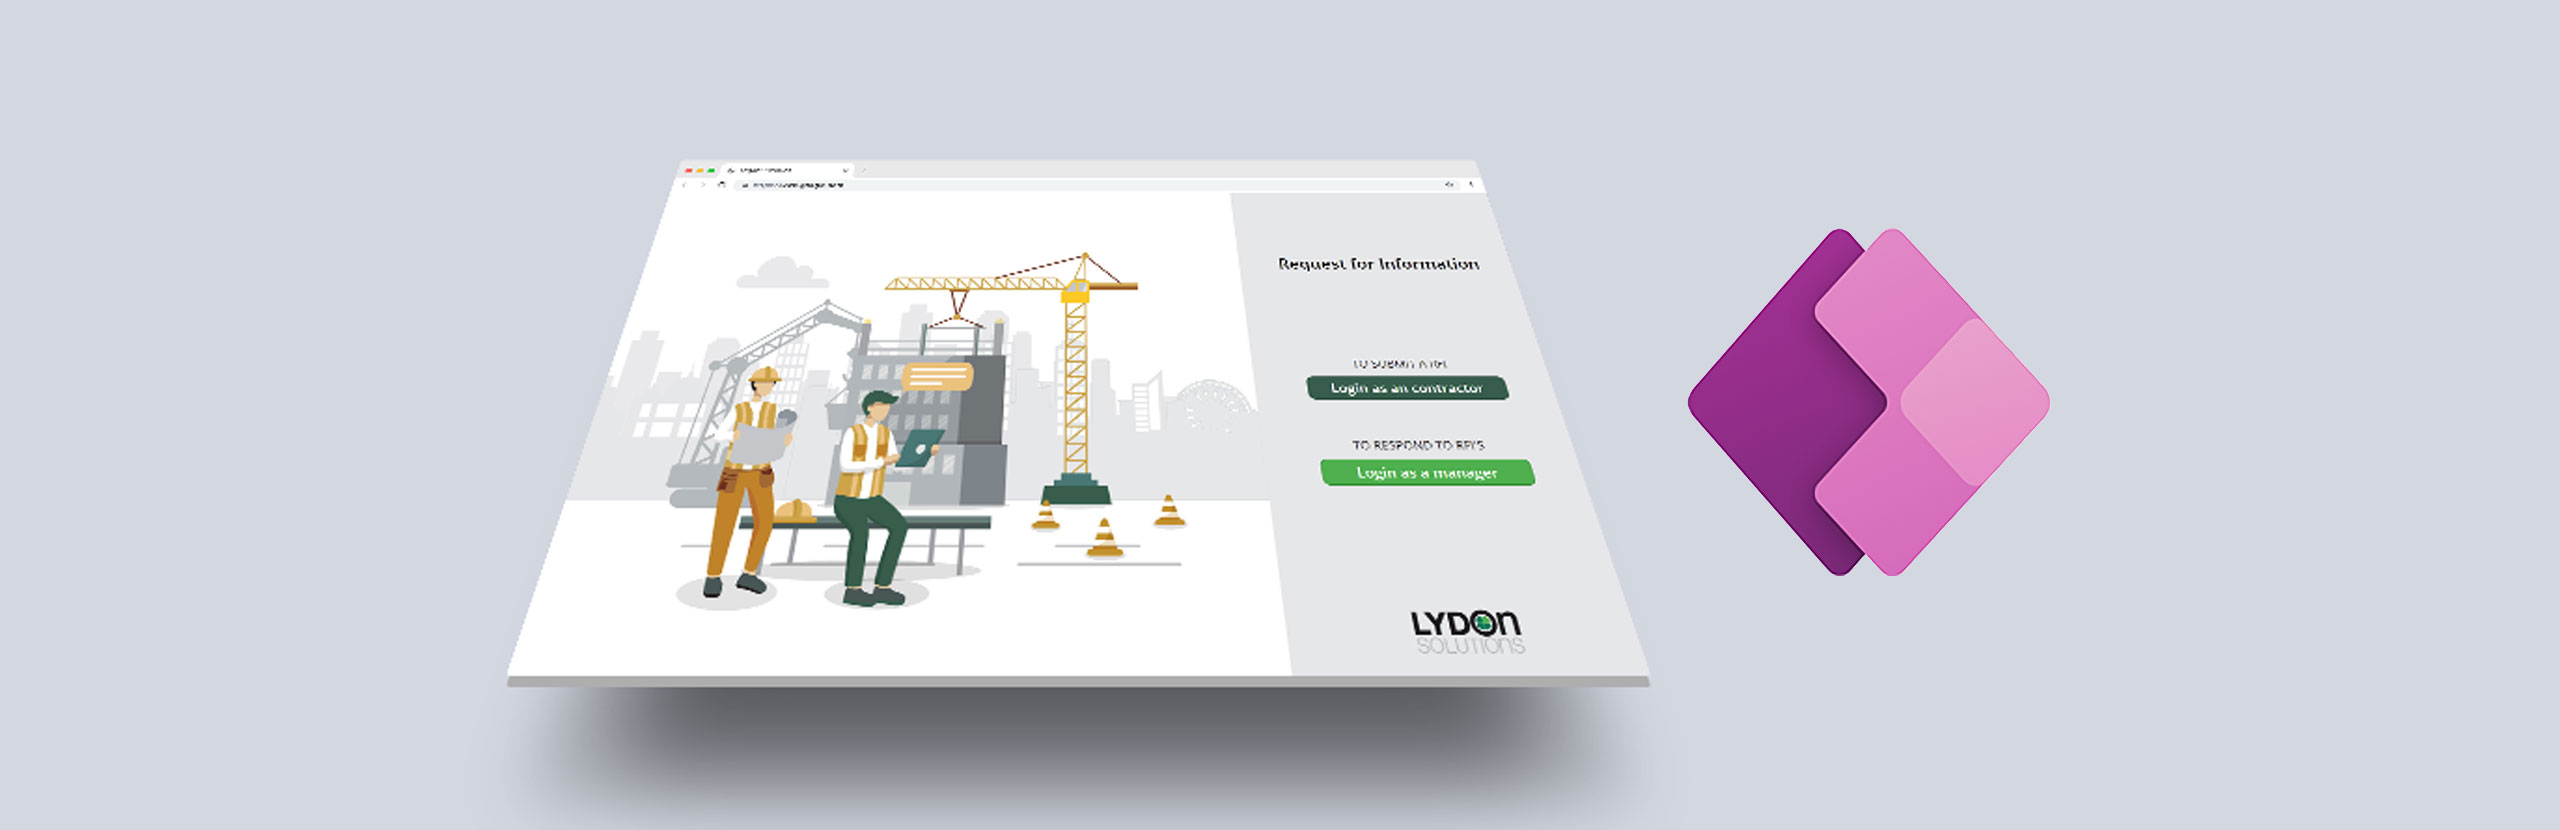 Request for Information
TO SUBMIT A RFI,
Login as an contractor
TO RESPOND TO RFI'S
Login as a manager
LYDON
SOLUTIONS